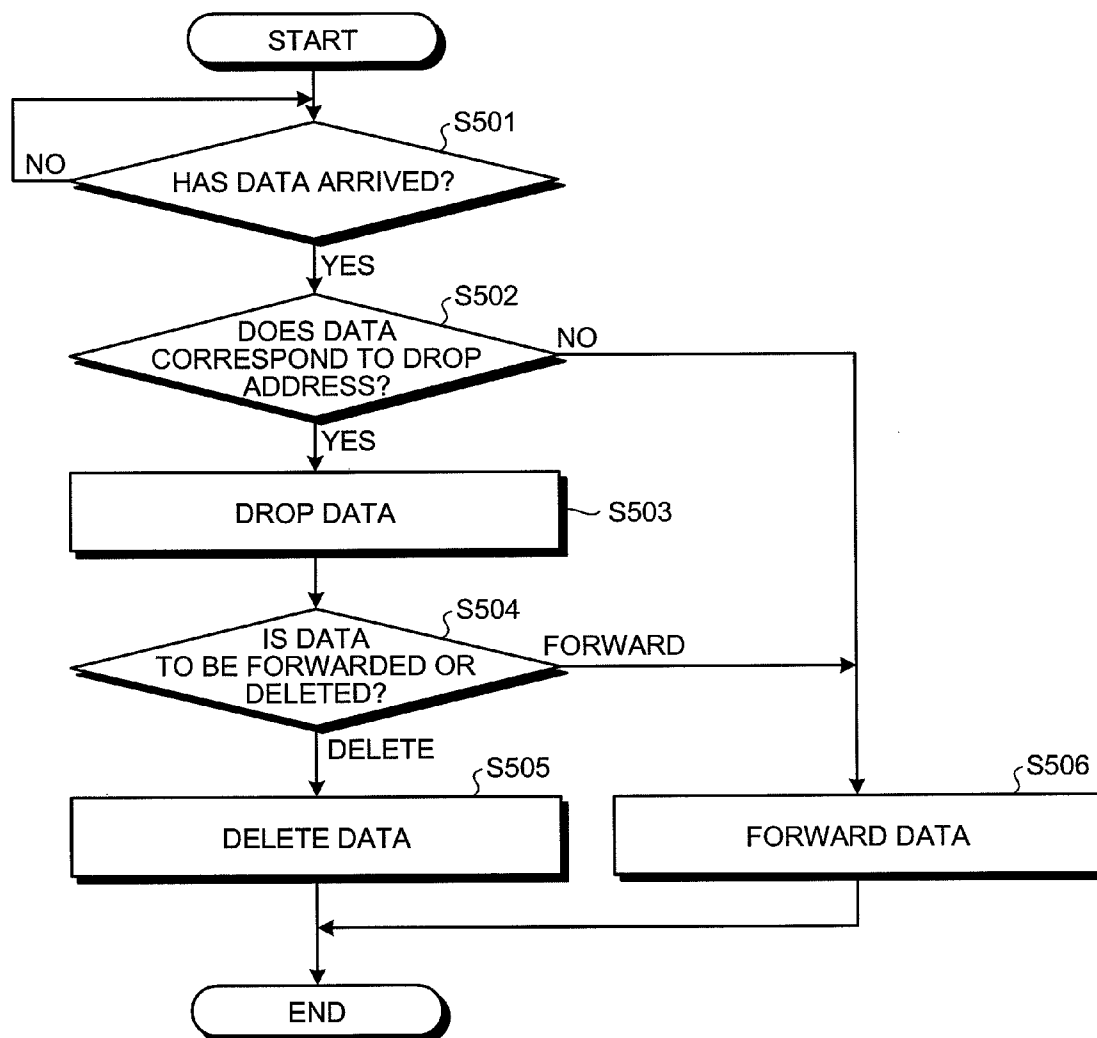 START
S501
NO
HAS DATA ARRIVED?
YES
S502
DOES DATA
CORRESPOND TO DROP
ADDRESS?
NO
YES
DROP DATA
S503
S504
IS DATA
TO BE FORWARDED OR
DELETED?
FORWARD
DELETE
S505
DELETE DATA
S506
FORWARD DATA
END